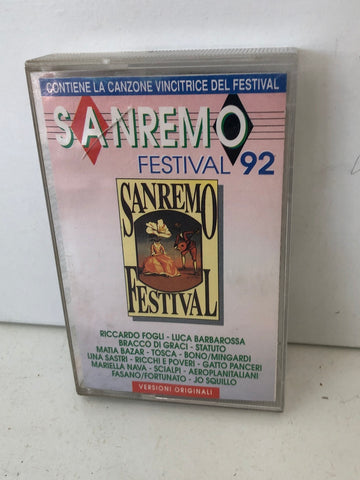 CONTIENE LA CANZONE VINCITRICE DEL FESTIVAL
SANREMO
FESTIVAL 92
SANREMO
FESTIVAL
RICCARDO FOGLI - LUCA BARBAROSSA
BRACCO DI GRACI - STATUTO
MATIA BAZAR - TOSCA - BONO/MINGARDI
LINA SASTRI - RICCHI E POVERI - GATTO PANCERI
MARIELLA NAVA - SCIALPI - AEROPLANITALIANI
FASANO/FORTUNATO - JO SQUILLO
VERSIONI ORIGINALI